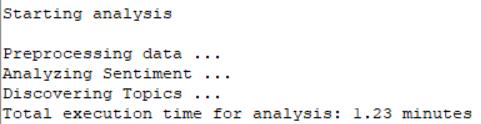 Starting analysis
Preprocessing data ...
Analyzing Sentiment ...
Discovering Topics ...
Total execution time for analysis: 1.23 minutes